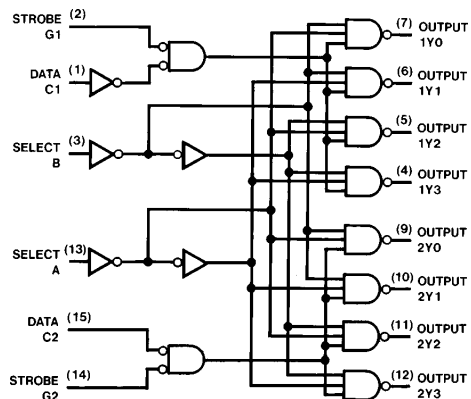 STROBE (2)
G1
DATA (1)
C1
SELECT (3)
B
SELECT (13)
A
DATA (15)
C2
STROBE (14)
G2
(7) OUTPUT
1Y0
(6) OUTPUT
1Y1
(5) OUTPUT
1Y2
(4) OUTPUT
1Y3
(9) OUTPUT
2Y0
(10) OUTPUT
2Y1
(11) OUTPUT
2Y2
(12) OUTPUT
2Y3